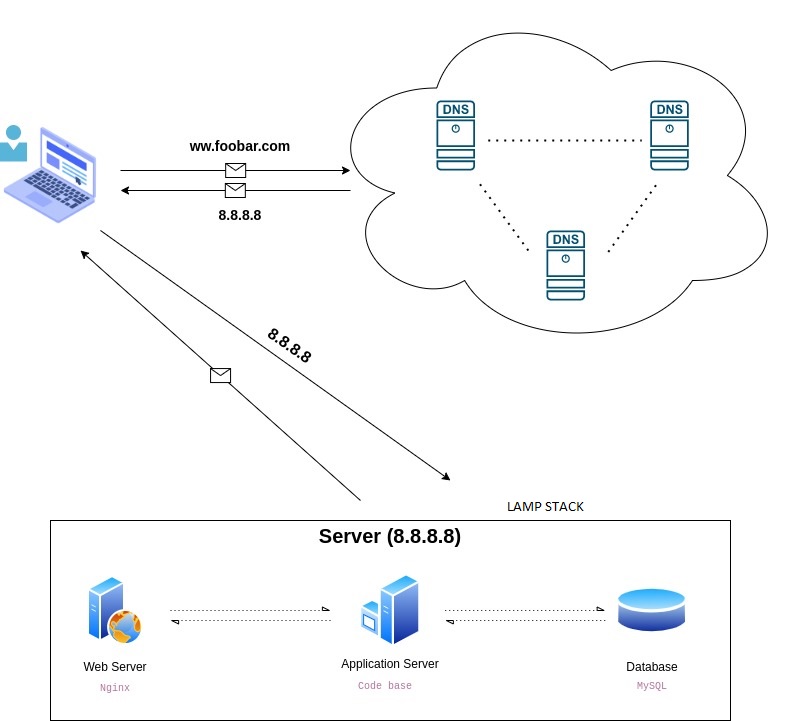 DNS
DNS
ww.foobar.com
8.8.8.8
DNS
8.8.8.8
LAMP STACK
Server (8.8.8.8)
Web Server
Nginx
Application Server
Code base
Database
MySQL